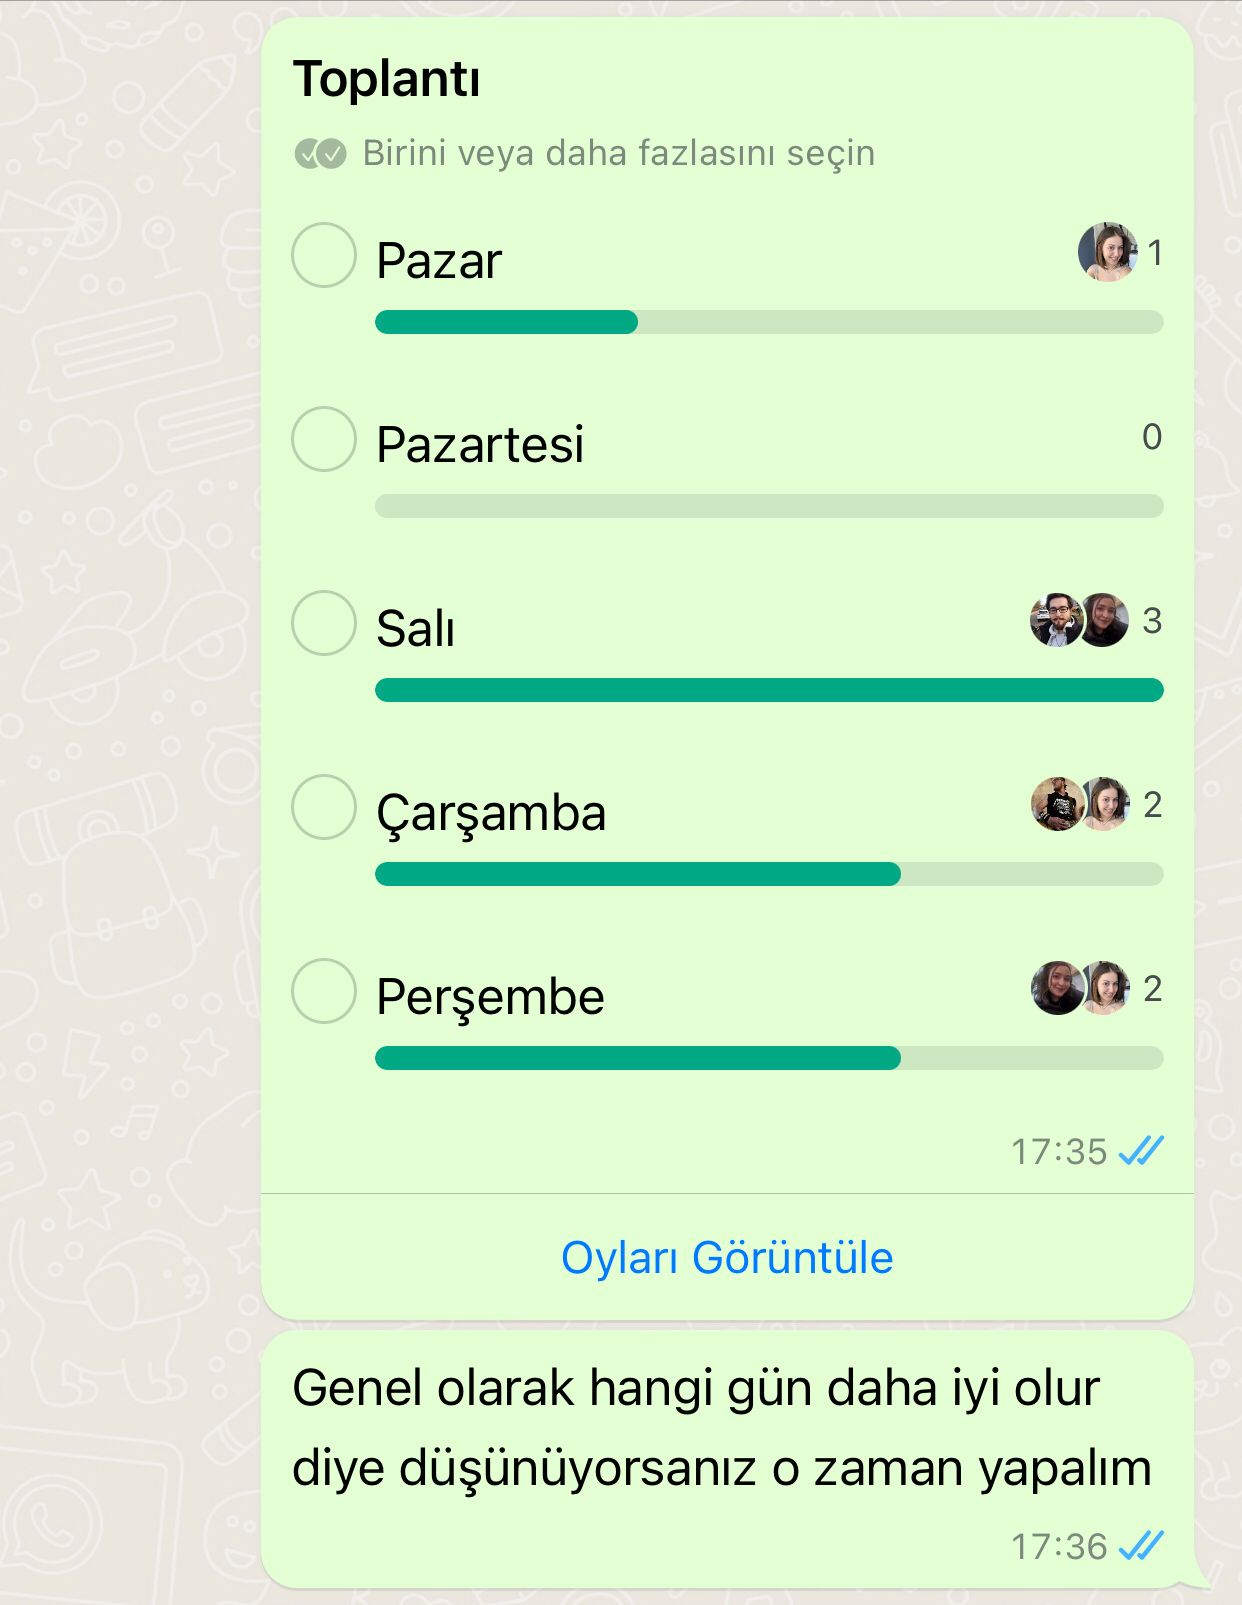 Toplantı
Birini veya daha fazlasını seçin
Pazar 1
Pazartesi 0
Salı 3
Çarşamba 2
Perşembe 2
17:35
Oyları Görüntüle
Genel olarak hangi gün daha iyi olur
diye düşünüyorsanız o zaman yapalım
17:36